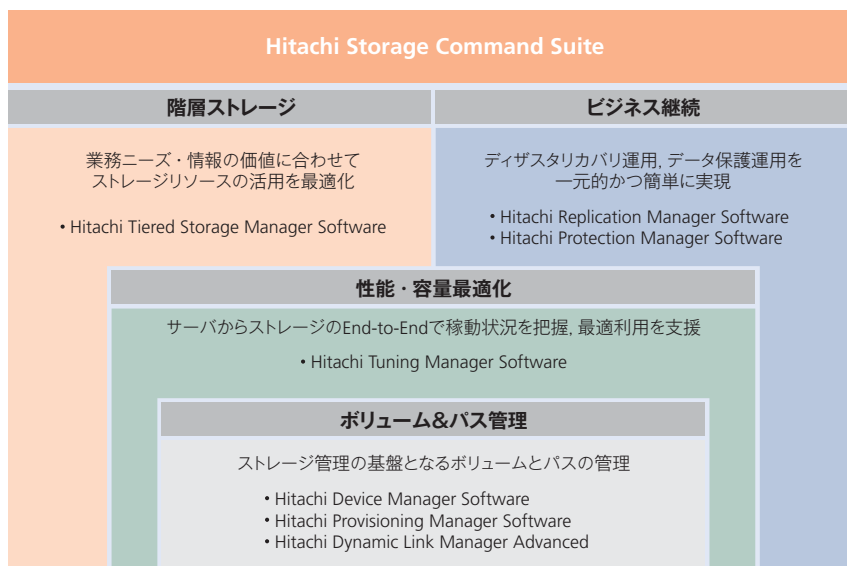 Hitachi Storage Command Suite
階層ストレージ
業務ニーズ・情報の価値に合わせて
ストレージリソースの活用を最適化
• Hitachi Tiered Storage Manager Software
ビジネス継続
ディザスタリカバリ運用, データ保護運用を
一元的かつ簡単に実現
• Hitachi Replication Manager Software
• Hitachi Protection Manager Software
性能・容量最適化
サーバからストレージのEnd-to-Endで稼動状況を把握, 最適利用を支援
• Hitachi Tuning Manager Software
ボリューム&パス管理
ストレージ管理の基盤となるボリュームとパスの管理
• Hitachi Device Manager Software
• Hitachi Provisioning Manager Software
• Hitachi Dynamic Link Manager Advanced